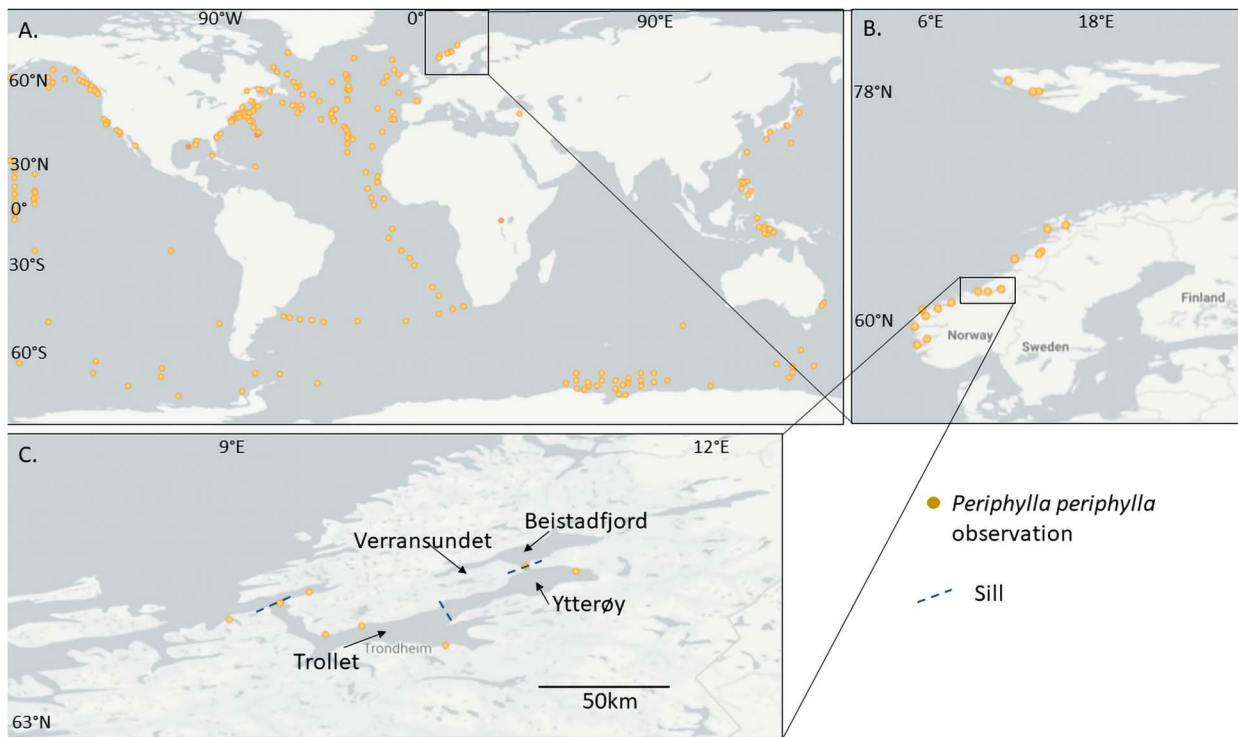 A.
90°W
0°
90°E
60°N
30°N
0°
30°S
60°S
B.
6°E
18°E
78°N
60°N
Norway
Sweden
Finland
C.
9°E
12°E
Beistadfjord
Verransundet
Ytterøy
Trollet
Trondheim
50km
63°N
Periphylla periphylla
observation
Sill